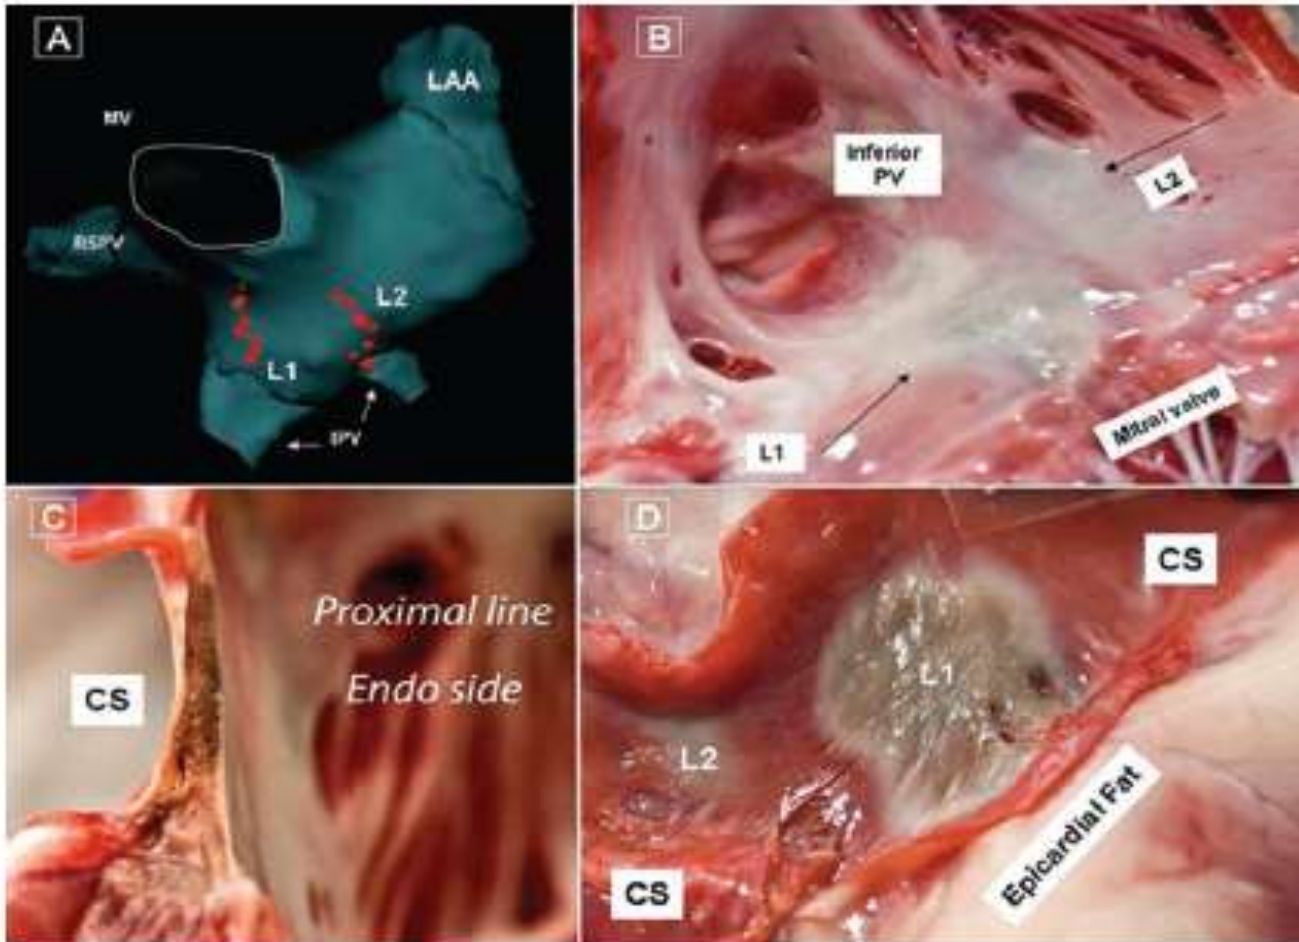 A
LAA
MV
RSPV
L2
L1
IPV
B
Inferior
PV
L2
L1
Mitral valve
C
Proximal line
Endo side
CS
D
CS
L1
L2
CS
Epicardial Fat